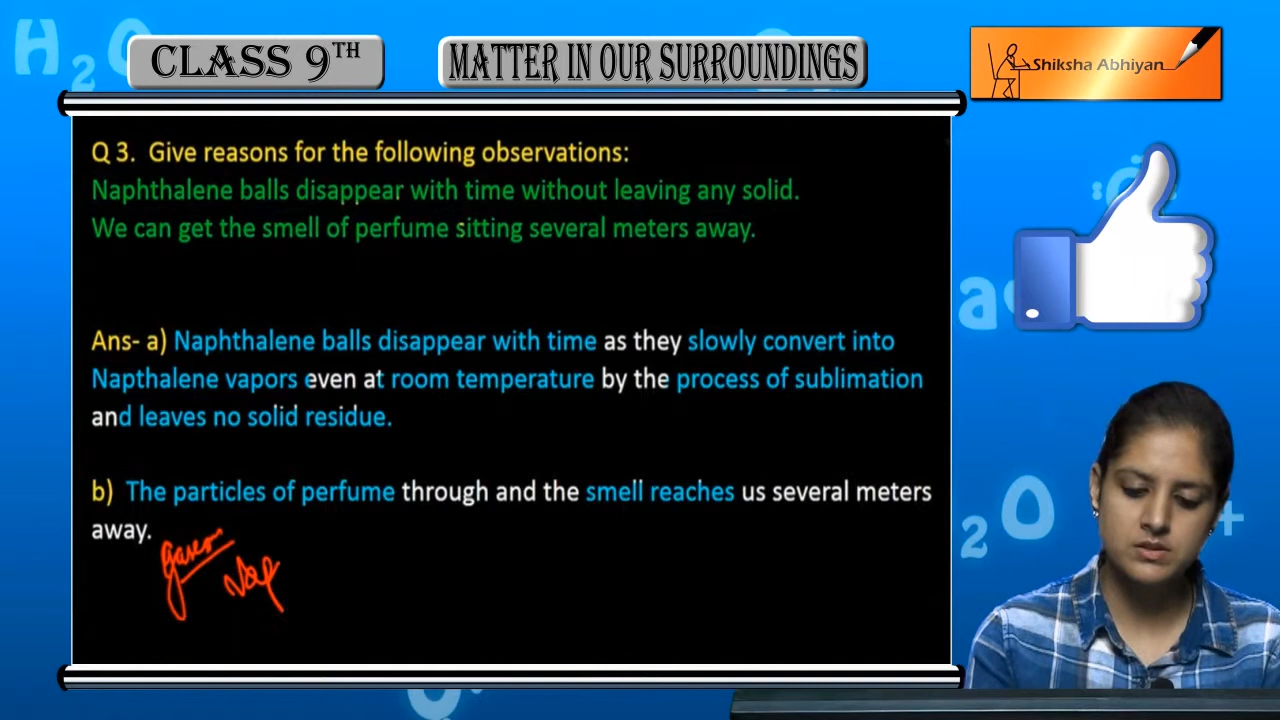 H2O
CLASS 9TH
MATTER IN OUR SURROUNDINGS
Shiksha Abhiyan
Q 3. Give reasons for the following observations:
Naphthalene balls disappear with time without leaving any solid.
We can get the smell of perfume sitting several meters away.
Ans- a) Naphthalene balls disappear with time as they slowly convert into
Napthalene vapors even at room temperature by the process of sublimation
and leaves no solid residue.
b) The particles of perfume through and the smell reaches us several meters
away.